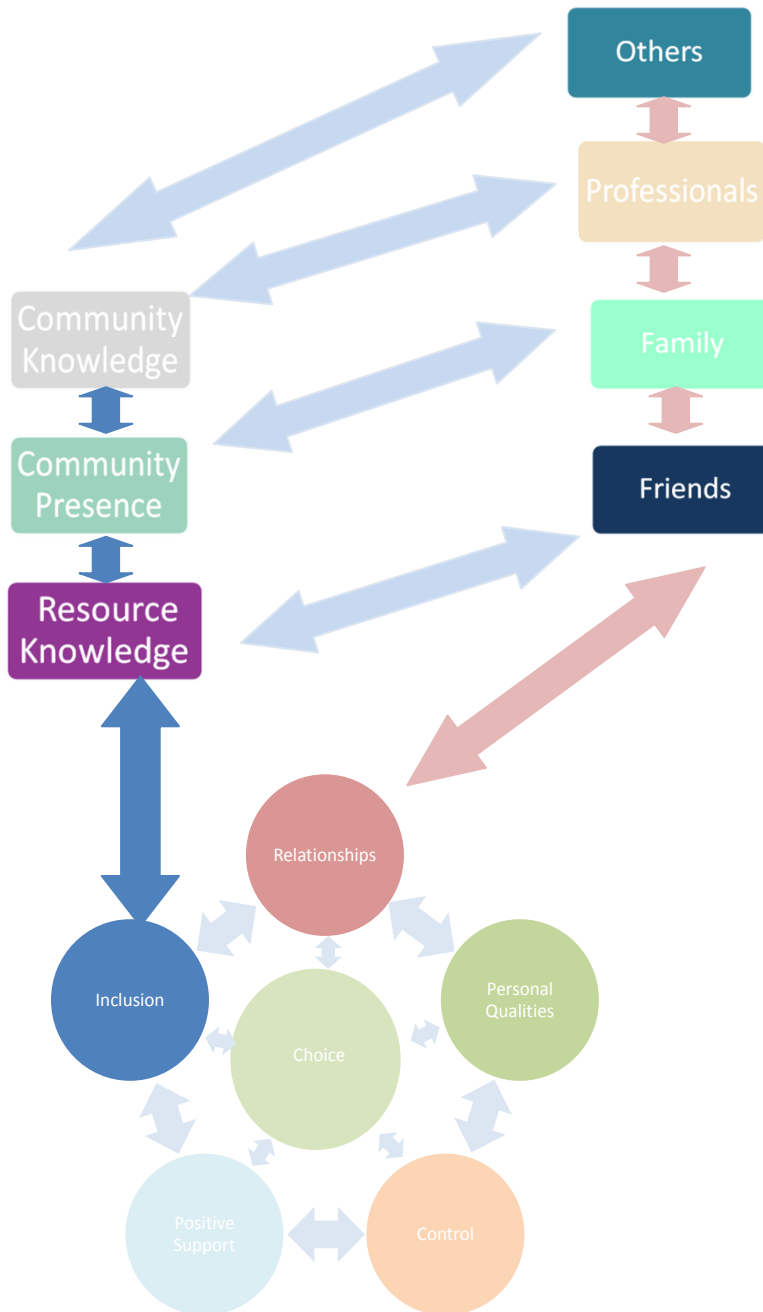 Others
Professionals
Community
Knowledge
Family
Community
Presence
Friends
Resource
Knowledge
Relationships
Inclusion
Personal
Qualities
Choice
Positive
Support
Control